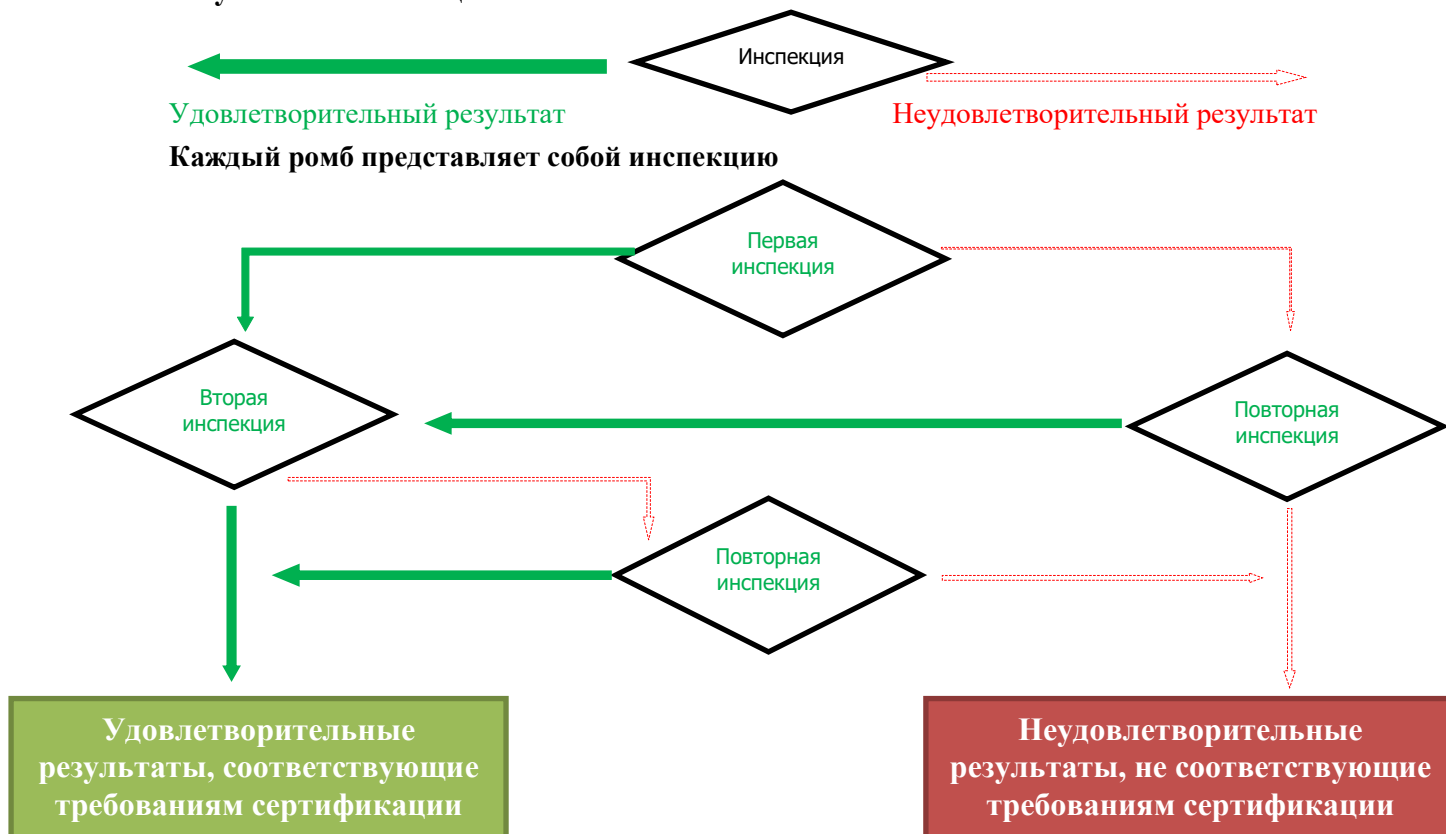 Инспекция
Удовлетворительный результат
Неудовлетворительный результат
Каждый ромб представляет собой инспекцию
Первая
инспекция
Вторая
инспекция
Повторная
инспекция
Повторная
инспекция
Удовлетворительные
результаты, соответствующие
требованиям сертификации
Неудовлетворительные
результаты, не соответствующие
требованиям сертификации